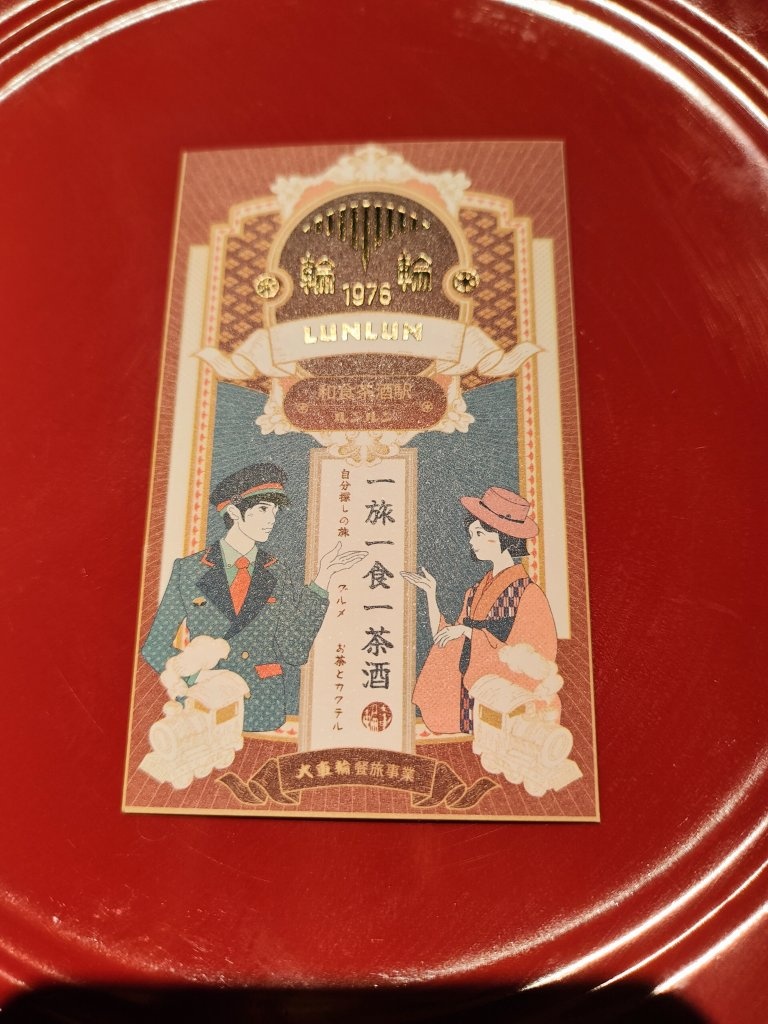 輪 輪
1976
LUNLUN
和食茶酒駅
ルンルン
一旅一食一茶酒
自分探しの旅
グルメ
お茶とカクテル
大車輪餐旅事業